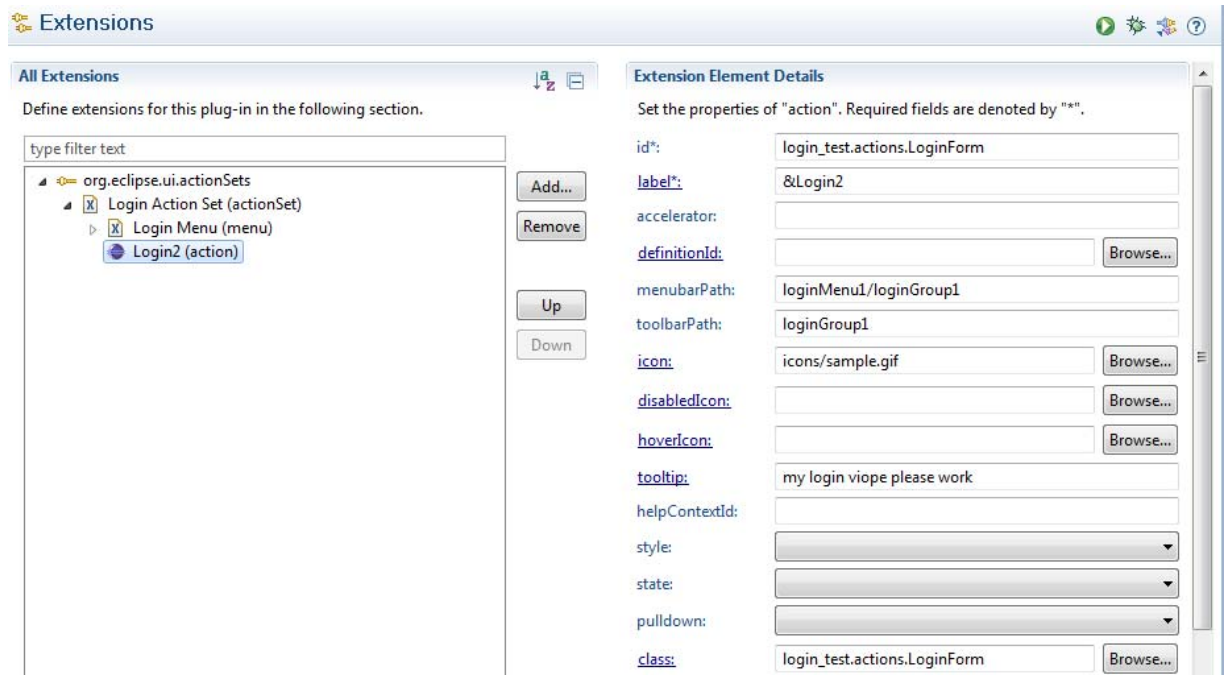 Extensions
All Extensions
Define extensions for this plug-in in the following section.
type filter text
org.eclipse.ui.actionSets
Login Action Set (actionSet)
Login Menu (menu)
Login2 (action)
Add...
Remove
Up
Down
Extension Element Details
Set the properties of "action". Required fields are denoted by "*".
id*: login_test.actions.LoginForm
label*: &Login2
accelerator:
definitionId: Browse...
menubarPath: loginMenu1/loginGroup1
toolbarPath: loginGroup1
icon: icons/sample.gif Browse...
disabledIcon: Browse...
hoverIcon: Browse...
tooltip: my login viope please work
helpContextId:
style:
state:
pulldown:
class: login_test.actions.LoginForm Browse...